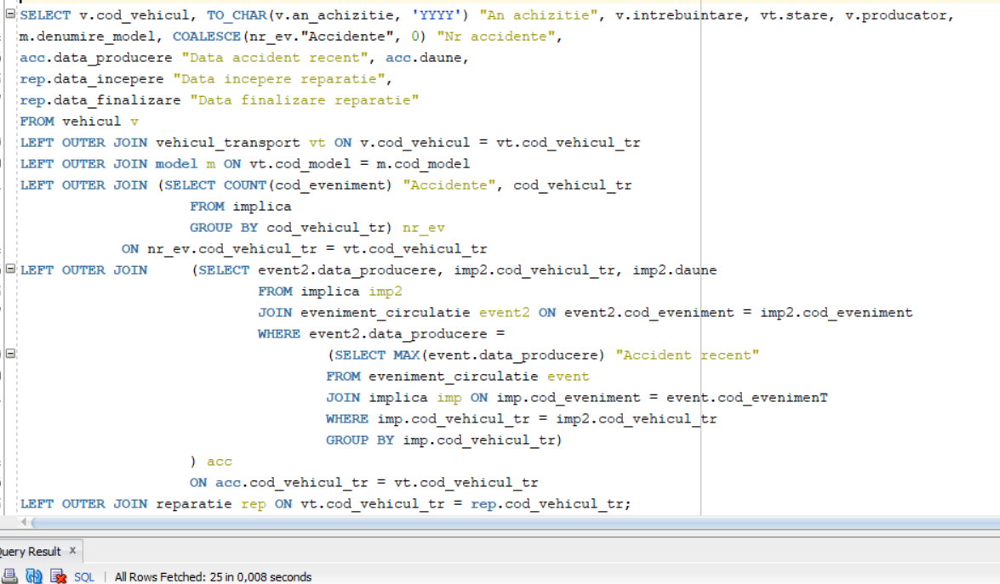 SELECT v.cod_vehicul, TO_CHAR(v.an_achizitie, 'YYYY') "An achizitie", v.intrebuintare, vt.stare, v.producator,
m.denumire_model, COALESCE(nr_ev."Accidente", 0) "Nr accidente",
acc.data_producere "Data accident recent", acc.daune,
rep.data_incepere "Data incepere reparatie",
rep.data_finalizare "Data finalizare reparatie"
FROM vehicul v
LEFT OUTER JOIN vehicul_transport vt ON v.cod_vehicul = vt.cod_vehicul_tr
LEFT OUTER JOIN model m ON vt.cod_model = m.cod_model
LEFT OUTER JOIN (SELECT COUNT(cod_eveniment) "Accidente", cod_vehicul_tr
FROM implica
GROUP BY cod_vehicul_tr) nr_ev
ON nr_ev.cod_vehicul_tr = vt.cod_vehicul_tr
LEFT OUTER JOIN (SELECT event2.data_producere, imp2.cod_vehicul_tr, imp2.daune
FROM implica imp2
JOIN eveniment_circulatie event2 ON event2.cod_eveniment = imp2.cod_eveniment
WHERE event2.data_producere =
(SELECT MAX(event.data_producere) "Accident recent"
FROM eveniment_circulatie event
JOIN implica imp ON imp.cod_eveniment = event.cod_evenimenT
WHERE imp.cod_vehicul_tr = imp2.cod_vehicul_tr
GROUP BY imp.cod_vehicul_tr)
) acc
ON acc.cod_vehicul_tr = vt.cod_vehicul_tr
LEFT OUTER JOIN reparatie rep ON vt.cod_vehicul_tr = rep.cod_vehicul_tr;
Query Result x
SQL | All Rows Fetched: 25 in 0,008 seconds